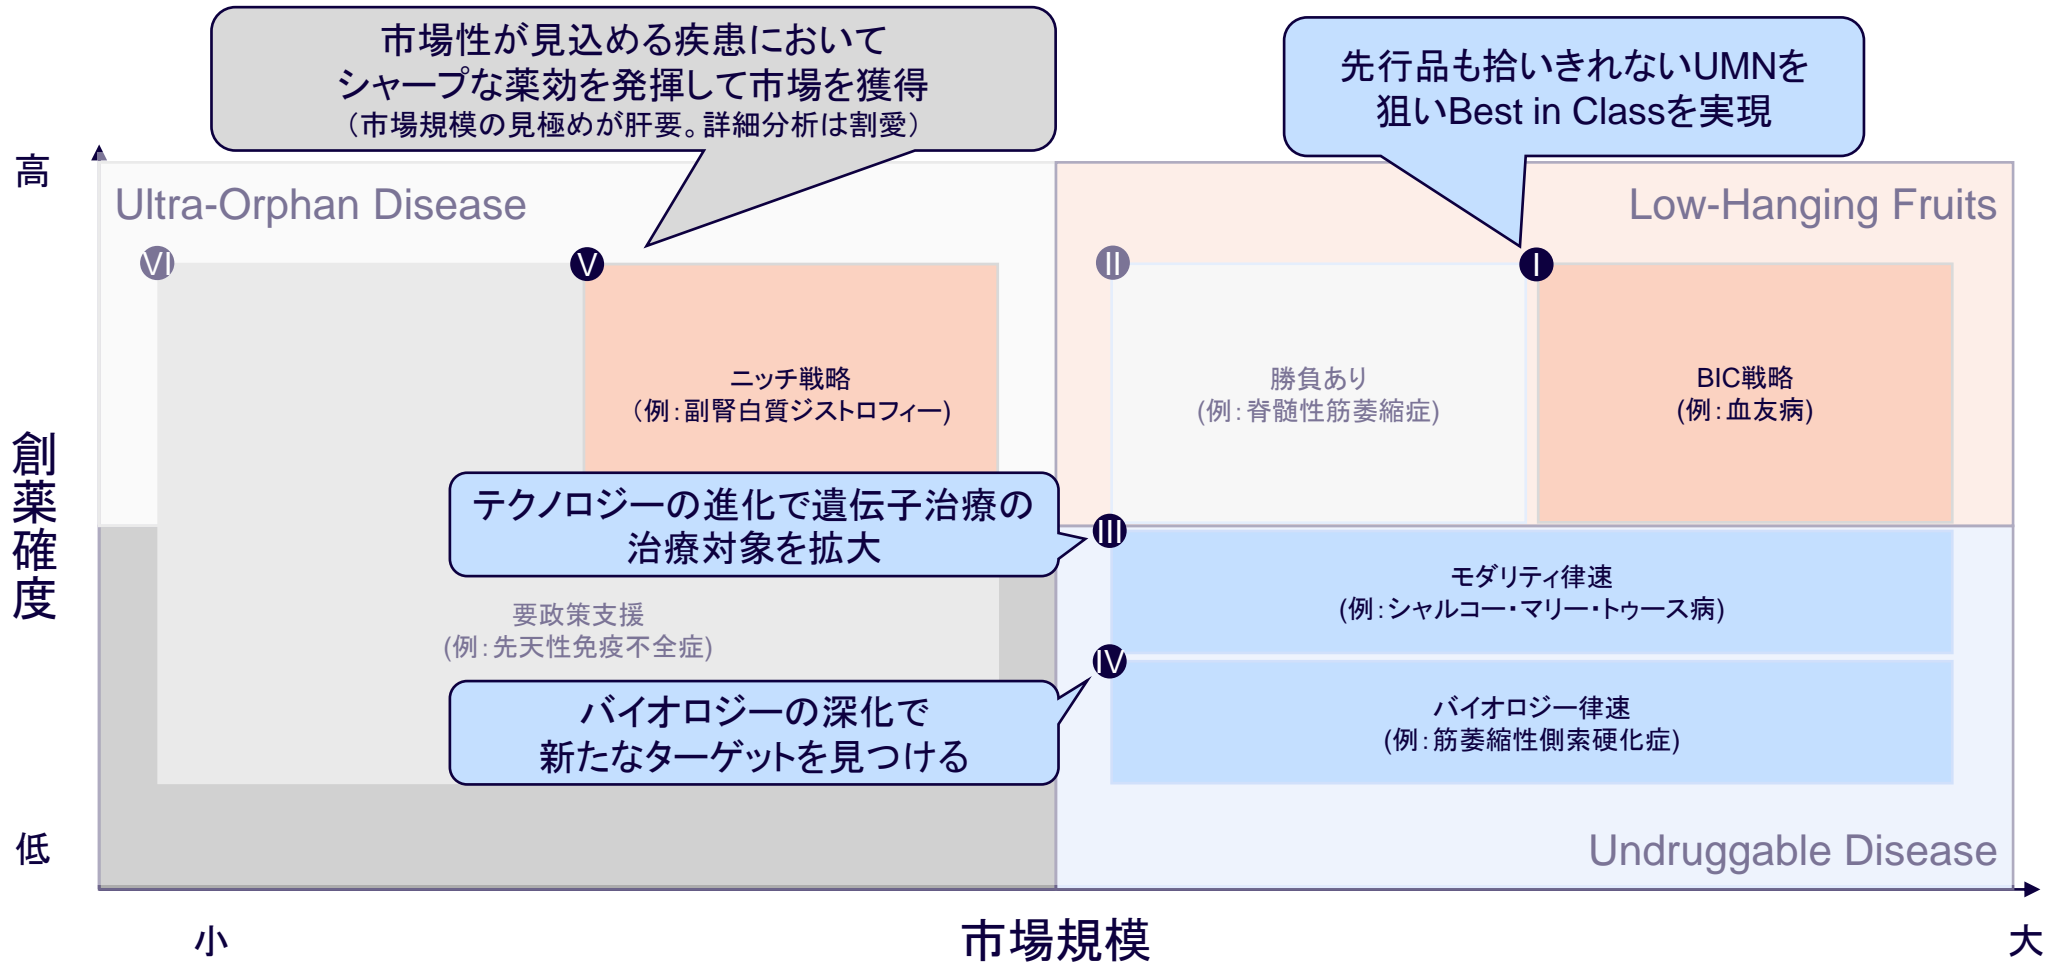 市場性が見込める疾患において
シャープな薬効を発揮して市場を獲得
（市場規模の見極めが肝要。詳細分析は割愛）
先行品も拾いきれないUMNを
狙いBest in Classを実現
高
Ultra-Orphan Disease
Low-Hanging Fruits
VI
V
II
I
ニッチ戦略
（例：副腎白質ジストロフィー)
勝負あり
(例：脊髄性筋萎縮症)
BIC戦略
(例：血友病)
創薬確度
テクノロジーの進化で遺伝子治療の
治療対象を拡大
III
モダリティ律速
(例：シャルコー・マリー・トゥース病)
要政策支援
(例：先天性免疫不全症)
IV
バイオロジーの深化で
新たなターゲットを見つける
バイオロジー律速
(例：筋萎縮性側索硬化症)
低
Undruggable Disease
小
市場規模
大